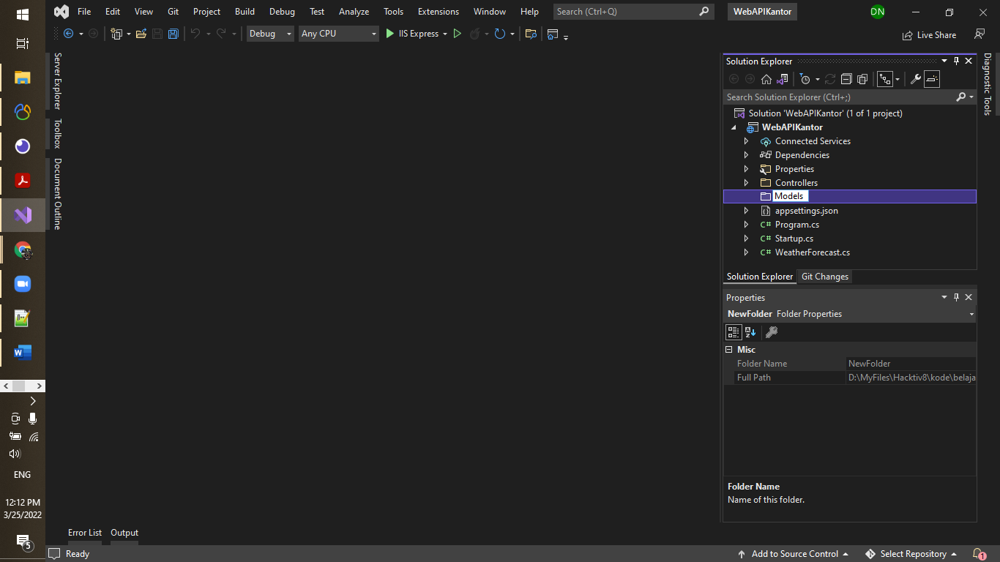 File Edit View Git Project Build Debug Test Analyze Tools Extensions Window Help Search (Ctrl+Q) WebAPIKantor DN
Debug Any CPU IIS Express Live Share
Server Explorer
Toolbox
Document Outline
Solution Explorer
Search Solution Explorer (Ctrl+;)
Solution 'WebAPIKantor' (1 of 1 project)
WebAPIKantor
Connected Services
Dependencies
Properties
Controllers
Models
appsettings.json
C# Program.cs
C# Startup.cs
C# WeatherForecast.cs
Solution Explorer Git Changes
Properties
NewFolder Folder Properties
Misc
Folder Name NewFolder
Full Path D:\MyFiles\Hacktiv8\kode\belaja
Folder Name
Name of this folder.
Diagnostic Tools
ENG
12:12 PM
3/25/2022
5
Error List Output
Ready Add to Source Control Select Repository 1